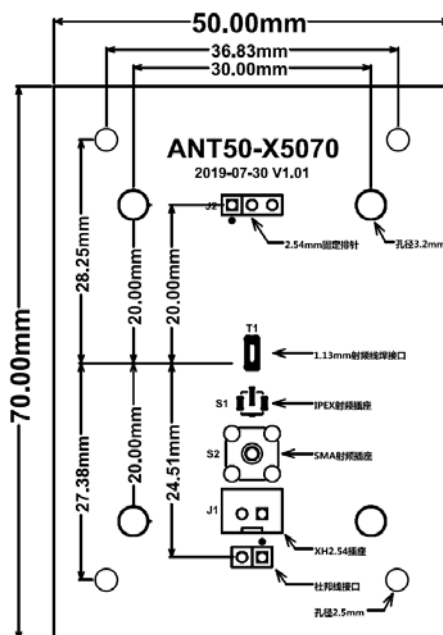 50.00mm
36.83mm
30.00mm
ANT50-X5070
2019-07-30 V1.01
J2
2.54mm固定排针
孔径3.2mm
28.25mm
20.00mm
20.00mm
70.00mm
T1
1.13mm射频线焊接口
S1
IPEX射频插座
S2
SMA射频插座
27.38mm
20.00mm
24.51mm
J1
XH2.54插座
杜邦线接口
孔径2.5mm